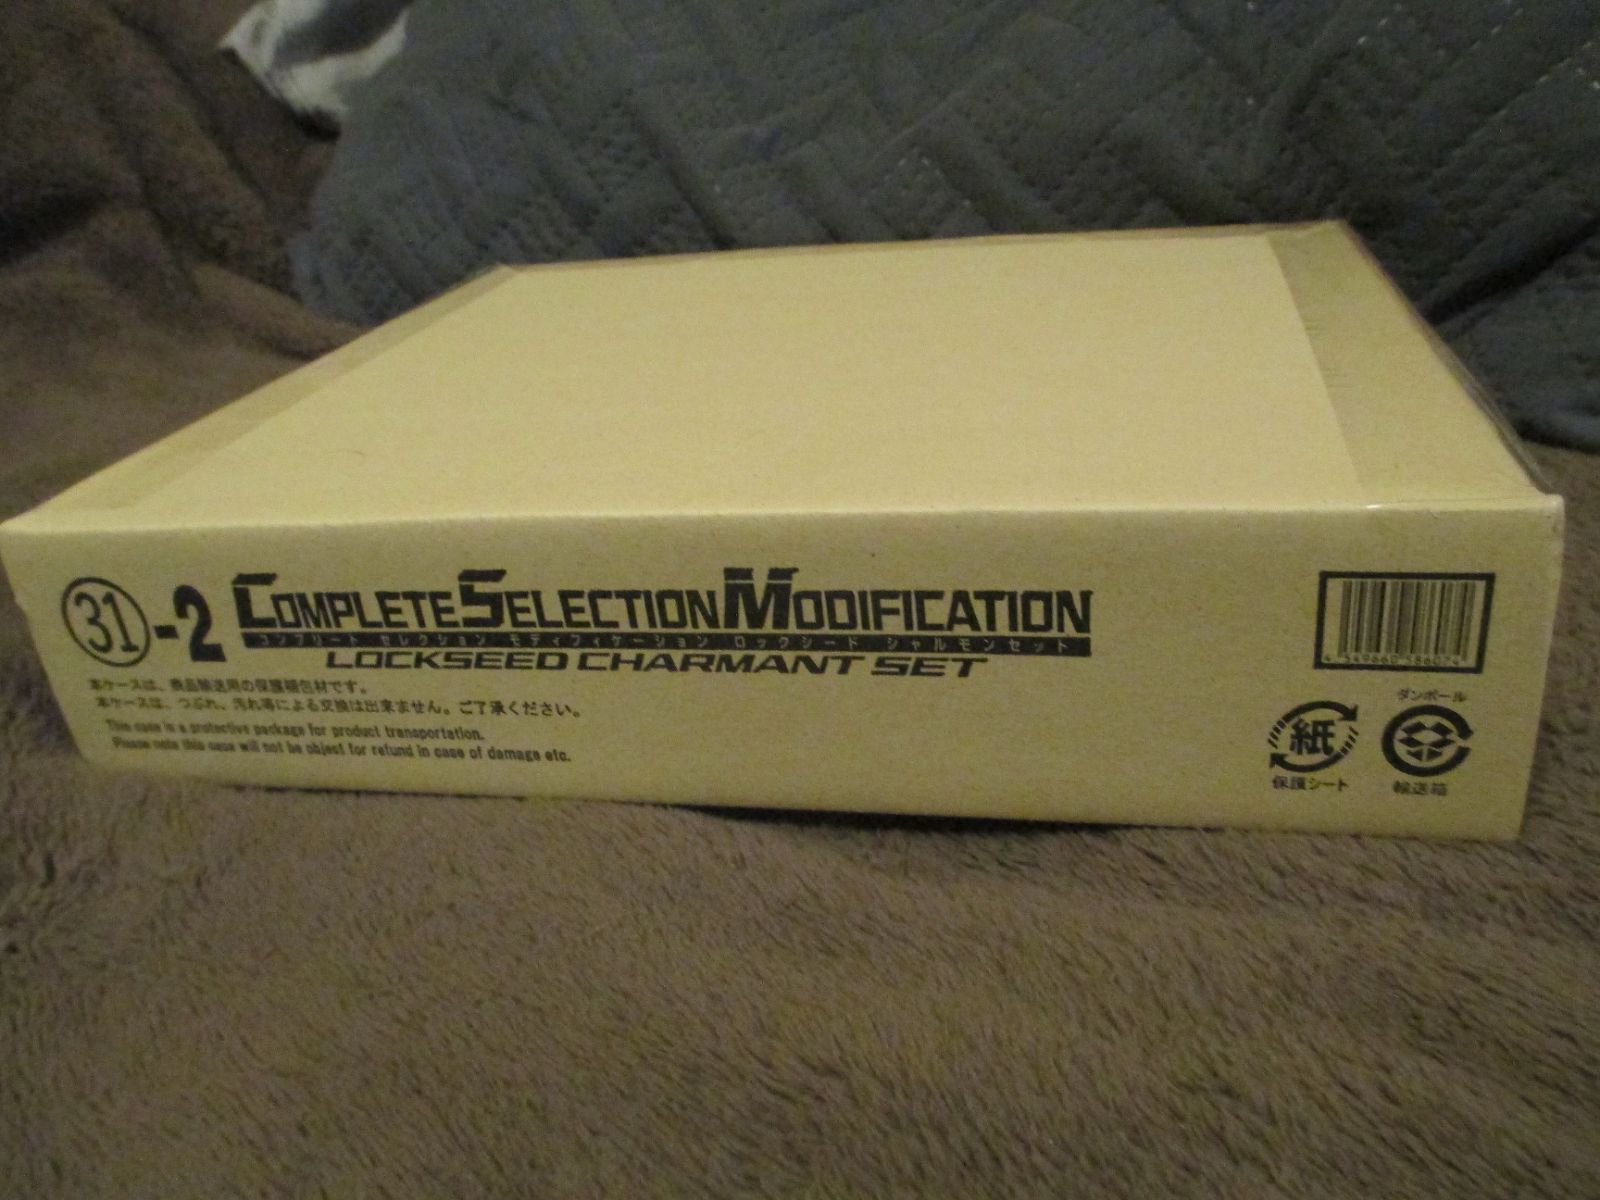 31-2 COMPLETE SELECTION MODIFICATION
コンプリート セレクション モディフィケーション ロックシード シャルモンセット
LOCKSEED CHARMANT SET
本ケースは、商品輸送用の保護梱包材です。
本ケースは、つぶれ、汚れ等による交換は出来ません。ご了承ください。
This case is a protective package for product transportation.
Please note this case will not be object for refund in case of damage etc.
4 549660 586074
紙
保護シート
ダンボール
輸送箱